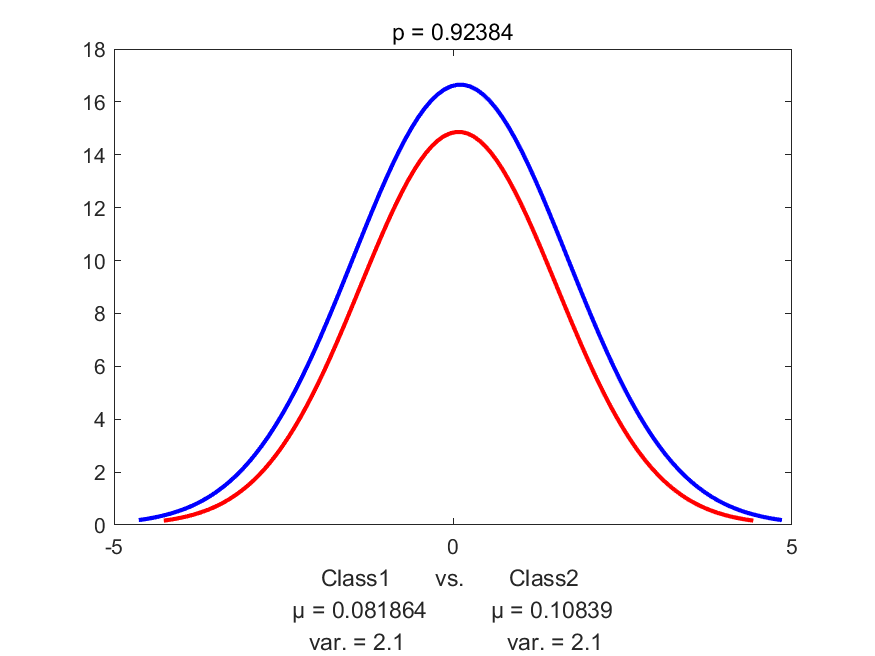 p = 0.92384
18
16
14
12
10
8
6
4
2
0
-5 0 5
Class1 vs. Class2
μ = 0.081864 μ = 0.10839
var. = 2.1 var. = 2.1